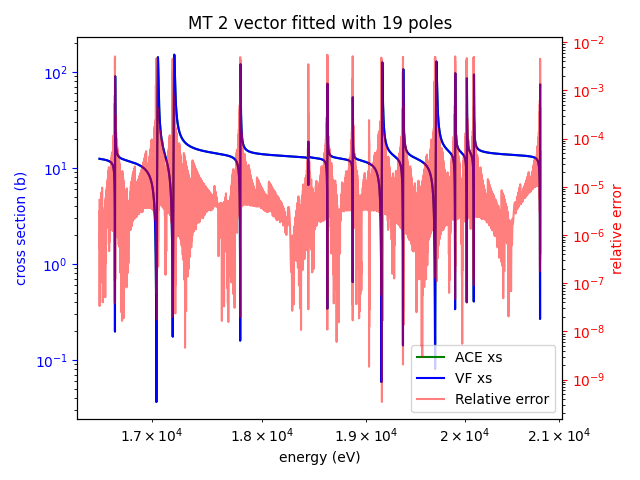 MT 2 vector fitted with 19 poles
cross section (b)
10²
10¹
10⁰
10⁻¹
10⁻²
10⁻³
10⁻⁴
10⁻⁵
10⁻⁶
10⁻⁷
10⁻⁸
10⁻⁹
relative error
ACE xs
VF xs
Relative error
1.7 × 10⁴ 1.8 × 10⁴ 1.9 × 10⁴ 2 × 10⁴ 2.1 × 10⁴
energy (eV)